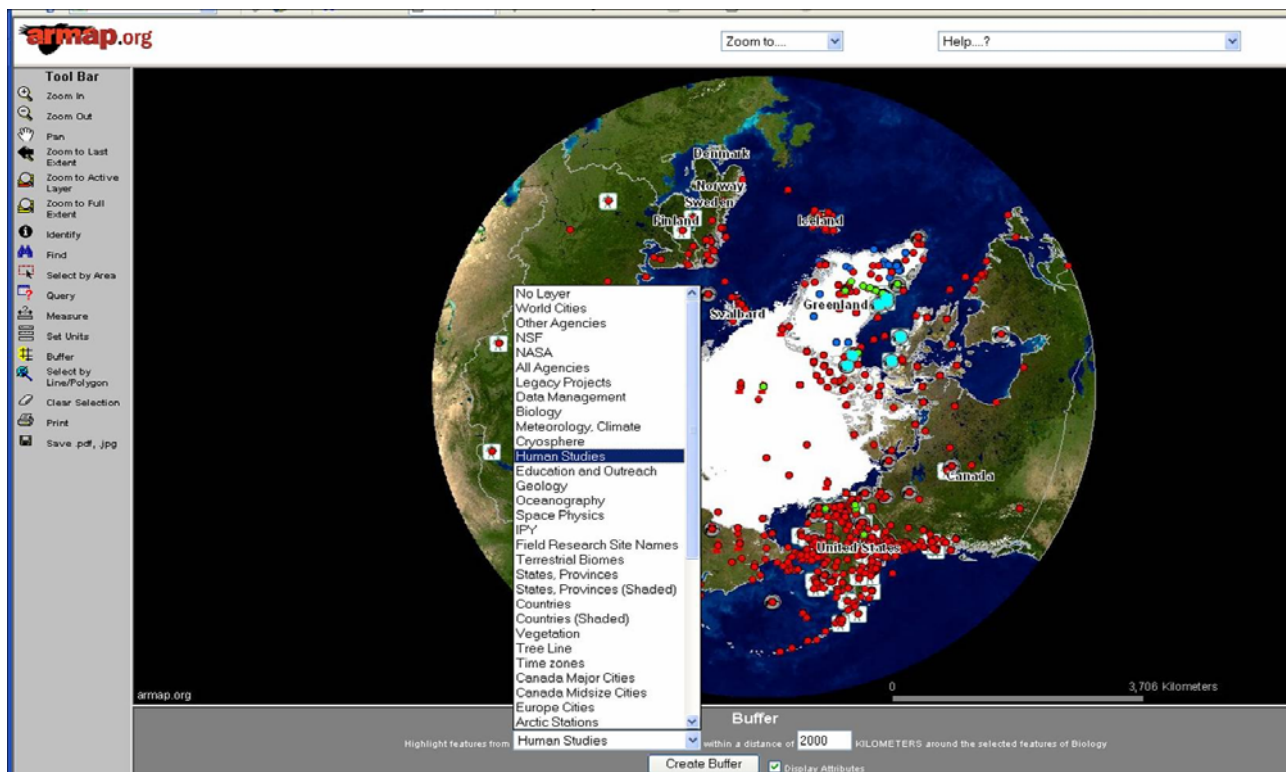 armap.org
Zoom to....
Help....?
Tool Bar
Zoom In
Zoom Out
Pan
Zoom to Last
Extent
Zoom to Active
Layer
Zoom to Full
Extent
Identify
Find
Select by Area
Query
Measure
Set Units
Buffer
Select by
Line/Polygon
Clear Selection
Print
Save .pdf, .jpg
Denmark
Norway
Sweden
Finland
Iceland
Svalbard
Greenland
Canada
United States
No Layer
World Cities
Other Agencies
NSF
NASA
All Agencies
Legacy Projects
Data Management
Biology
Meteorology, Climate
Cryosphere
Human Studies
Education and Outreach
Geology
Oceanography
Space Physics
IPY
Field Research Site Names
Terrestrial Biomes
States, Provinces
States, Provinces (Shaded)
Countries
Countries (Shaded)
Vegetation
Tree Line
Time zones
Canada Major Cities
Canada Midsize Cities
Europe Cities
Arctic Stations
armap.org
0 3,706 Kilometers
Buffer
Highlight features from Human Studies within a distance of 2000 KILOMETERS around the selected features of Biology
Create Buffer Display Attributes